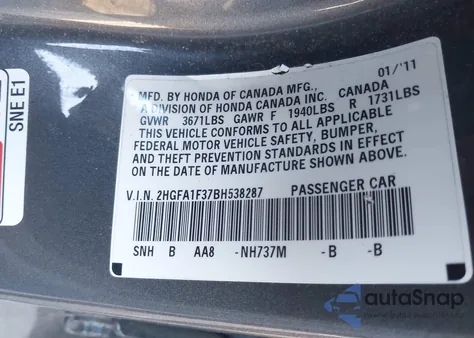 SNE E1
MFD. BY HONDA OF CANADA MFG., 01/'11
A DIVISION OF HONDA CANADA INC. CANADA
GVWR 3671LBS GAWR F 1940LBS R 1731LBS
THIS VEHICLE CONFORMS TO ALL APPLICABLE
FEDERAL MOTOR VEHICLE SAFETY, BUMPER,
AND THEFT PREVENTION STANDARDS IN EFFECT
ON THE DATE OF MANUFACTURE SHOWN ABOVE.
V.I.N. 2HGFA1F37BH538287 PASSENGER CAR
SNH B AA8 -NH737M -B -B
autoSnap